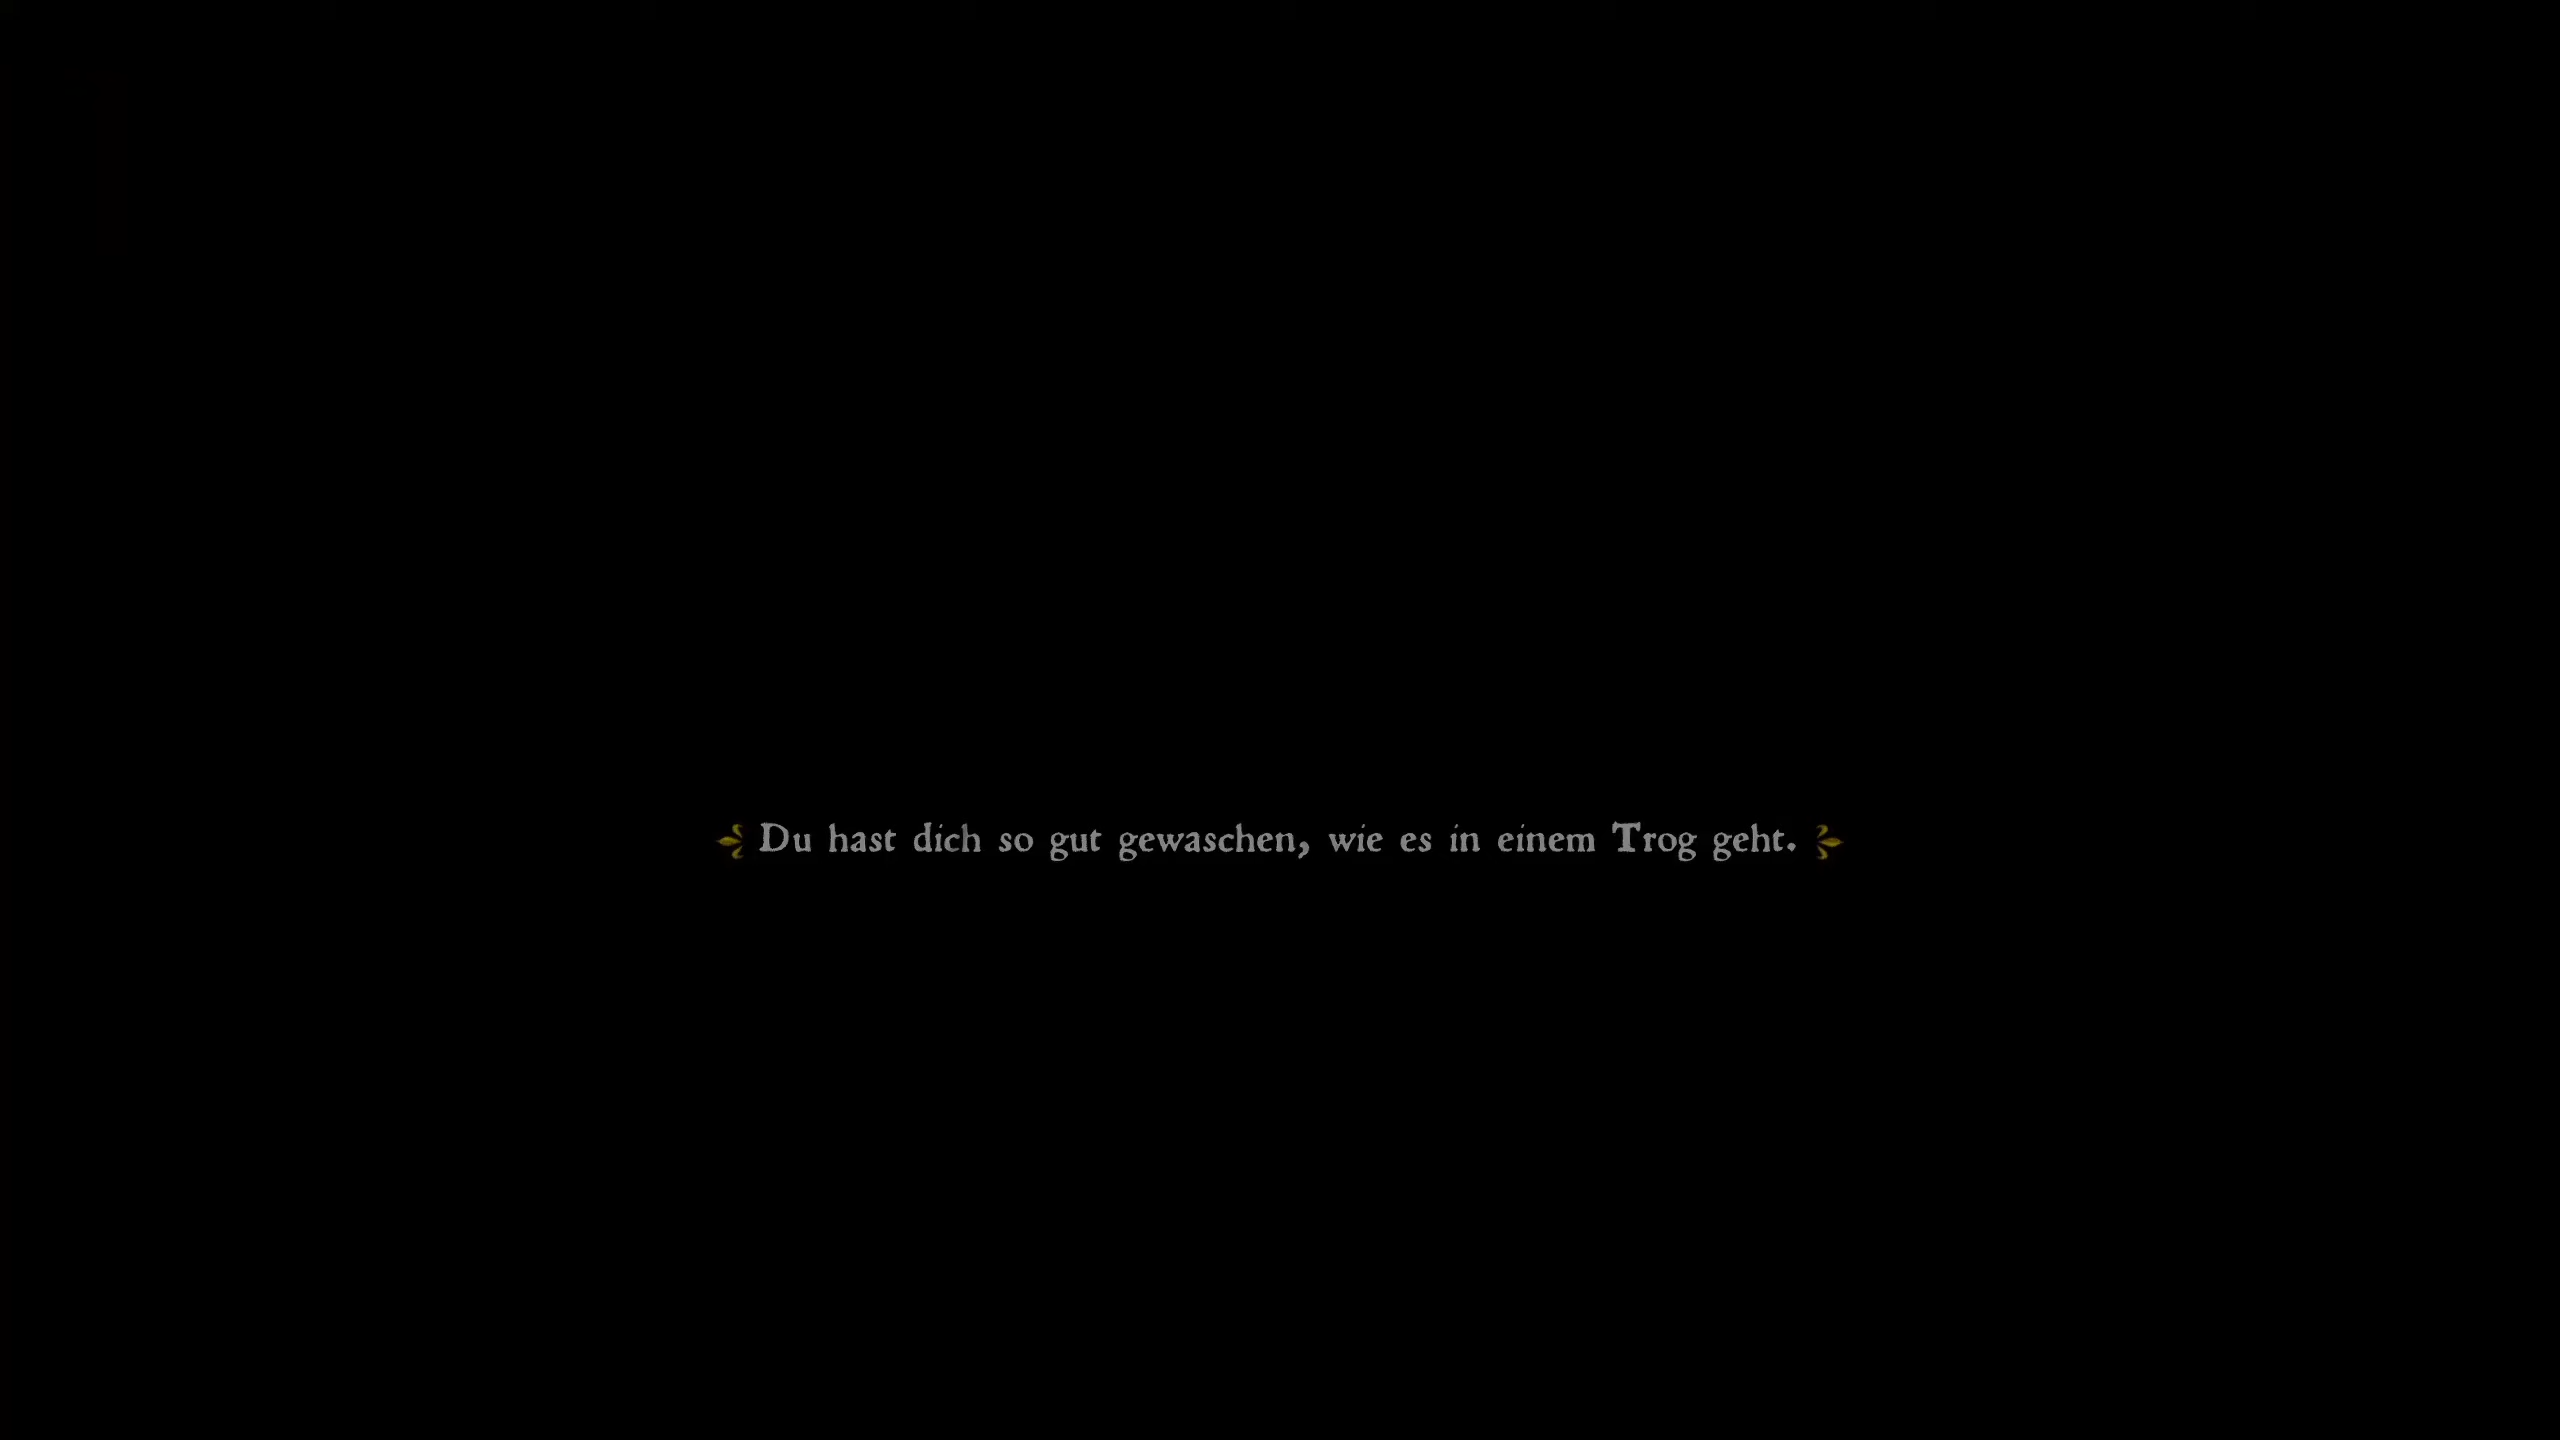 Du hast dich so gut gewaschen, wie es in einem Trog geht.